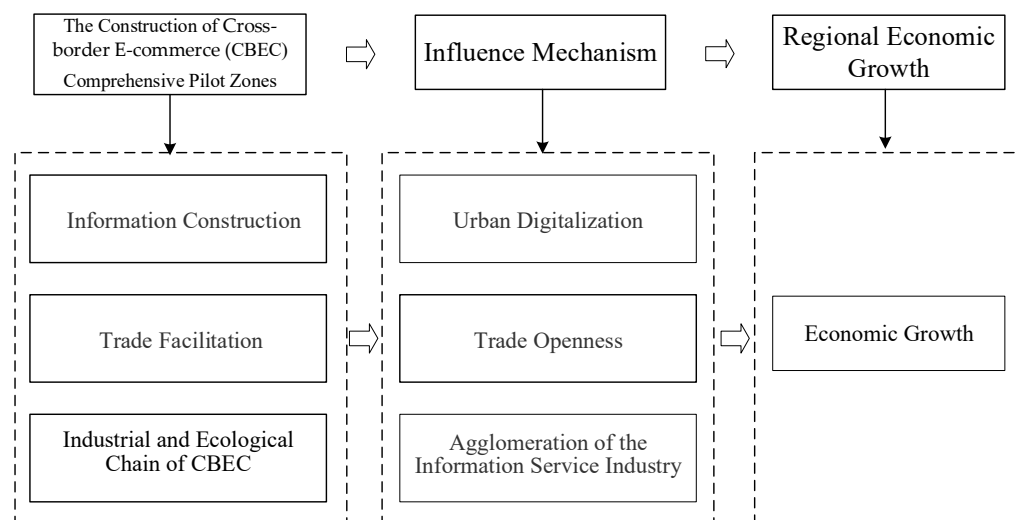 The Construction of Cross-
border E-commerce (CBEC)
Comprehensive Pilot Zones
Influence Mechanism
Regional Economic
Growth
Information Construction
Urban Digitalization
Trade Facilitation
Trade Openness
Economic Growth
Industrial and Ecological
Chain of CBEC
Agglomeration of the
Information Service Industry